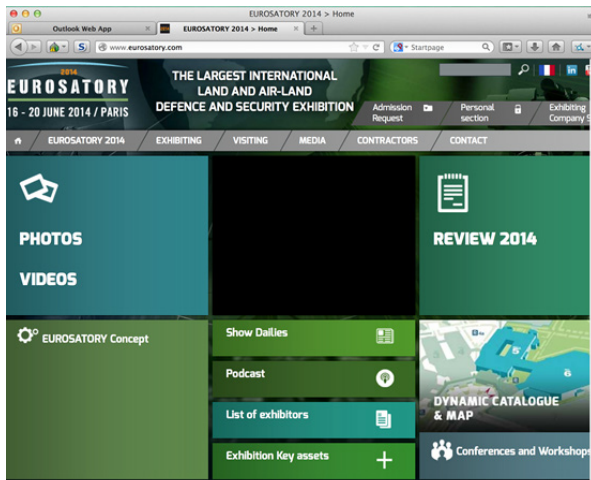 EUROSATORY 2014 > Home
Outlook Web App
EUROSATORY 2014 > Home
www.eurosatory.com
Startpage
2014
EUROSATORY
16 - 20 JUNE 2014 / PARIS
THE LARGEST INTERNATIONAL
LAND AND AIR-LAND
DEFENCE AND SECURITY EXHIBITION
Admission
Request
Personal
section
Exhibiting
Company S
EUROSATORY 2014
EXHIBITING
VISITING
MEDIA
CONTRACTORS
CONTACT
PHOTOS
VIDEOS
REVIEW 2014
EUROSATORY Concept
Show Dailies
Podcast
List of exhibitors
Exhibition Key assets
DYNAMIC CATALOGUE
& MAP
Conferences and Workshops